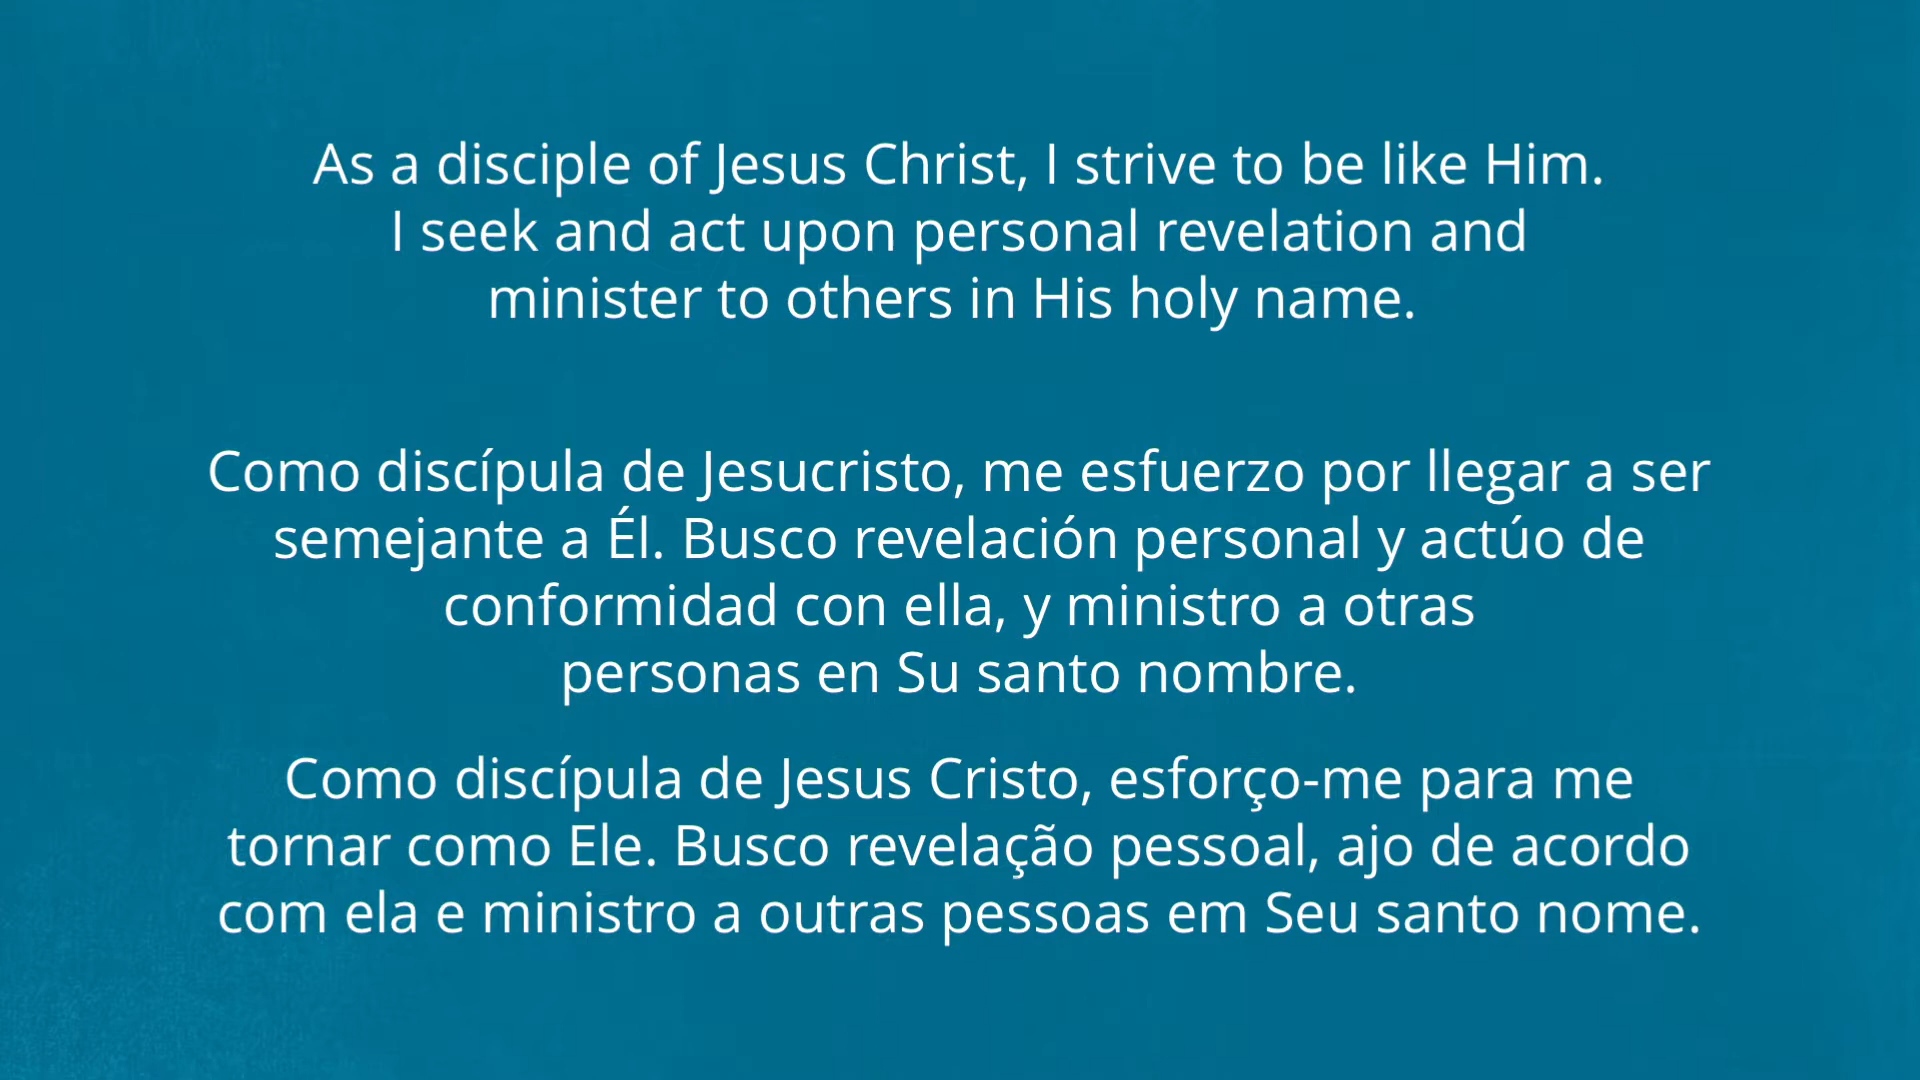 As a disciple of Jesus Christ, I strive to be like Him.
I seek and act upon personal revelation and
minister to others in His holy name.
Como discípula de Jesucristo, me esfuerzo por llegar a ser
semejante a Él. Busco revelación personal y actúo de
conformidad con ella, y ministro a otras
personas en Su santo nombre.
Como discípula de Jesus Cristo, esforço-me para me
tornar como Ele. Busco revelação pessoal, ajo de acordo
com ela e ministro a outras pessoas em Seu santo nome.